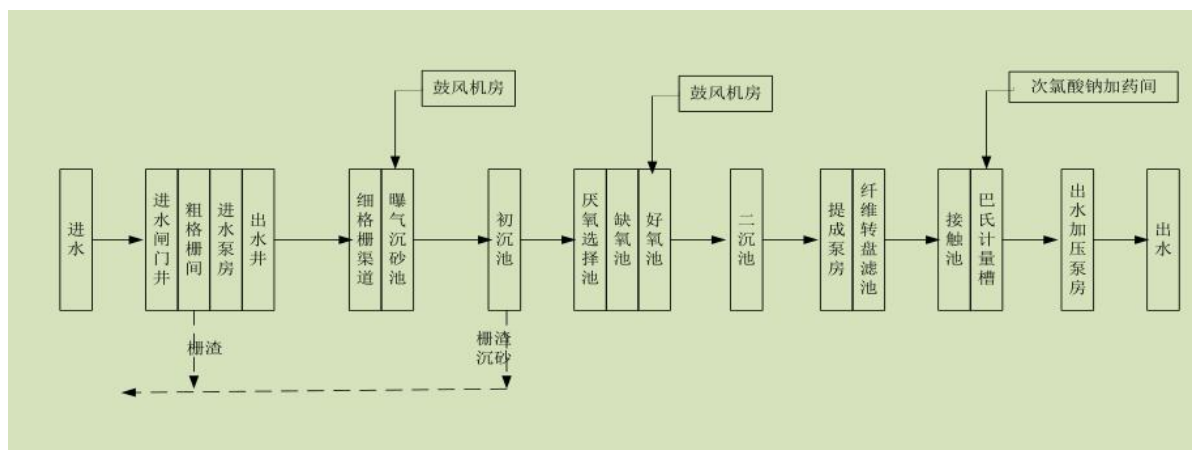 鼓风机房
鼓风机房
次氯酸钠加药间
进水
进水闸门井
粗格栅间
进水泵房
出水井
细格栅渠道
曝气沉砂池
初沉池
厌氧选择池
缺氧池
好氧池
二沉池
提成泵房
纤维转盘滤池
接触池
巴氏计量槽
出水加压泵房
出水
栅渣
栅渣
沉砂